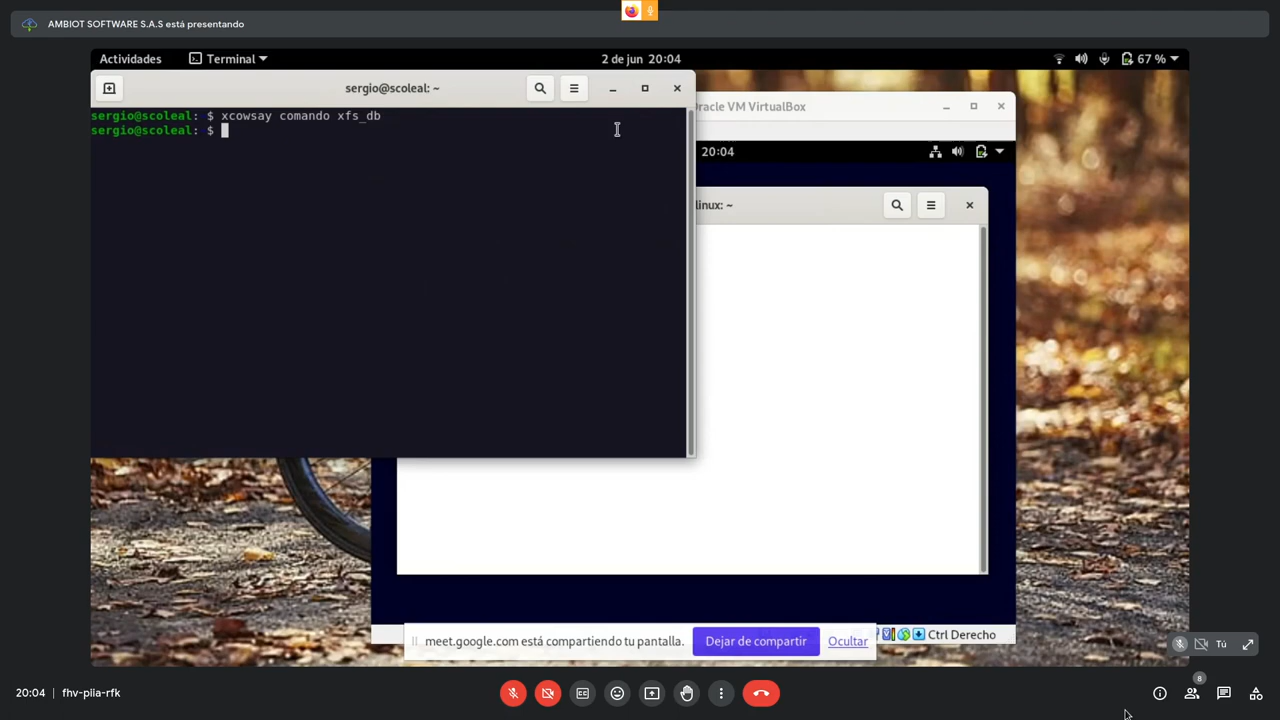 AMBIOT SOFTWARE S.A.S está presentando
Actividades
Terminal
2 de jun 20:04
67 %
sergio@scoleal: ~
Oracle VM VirtualBox
sergio@scoleal: $ xcowsay comando xfs_db
sergio@scoleal: $
20:04
linux: ~
meet.google.com está compartiendo tu pantalla.
Dejar de compartir
Ocultar
Ctrl Derecho
Tú
20:04 | fhv-piia-rfk
8